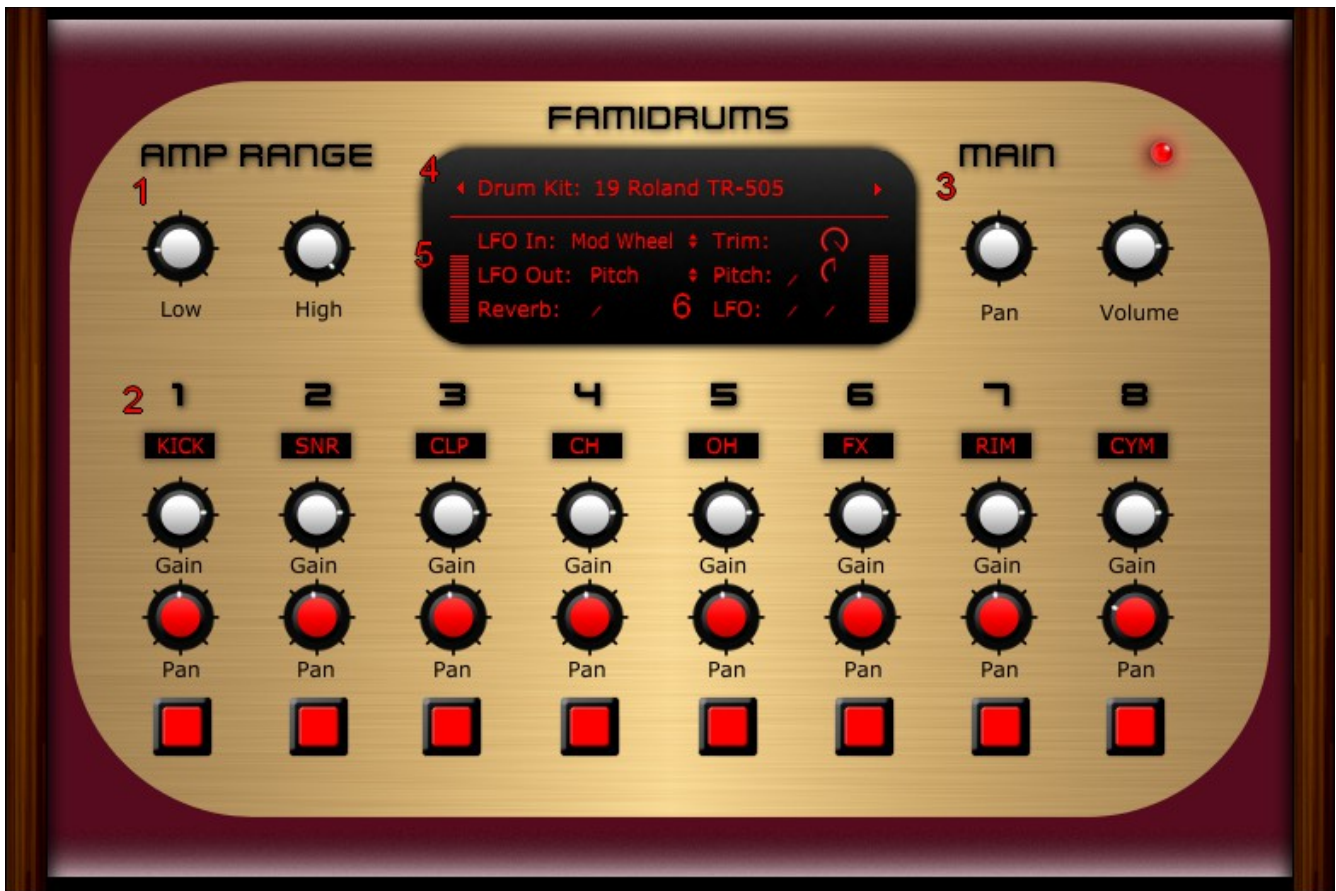 FAMIDRUMS
AMP RANGE
MAIN
1
4
3
Drum Kit: 19 Roland TR-505
LFO In: Mod Wheel
Trim:
5
LFO Out: Pitch
Pitch:
Reverb:
6
LFO:
Low
High
Pan
Volume
2
1 2 3 4 5 6 7 8
KICK SNR CLP CH OH FX RIM CYM
Gain Gain Gain Gain Gain Gain Gain Gain
Pan Pan Pan Pan Pan Pan Pan Pan